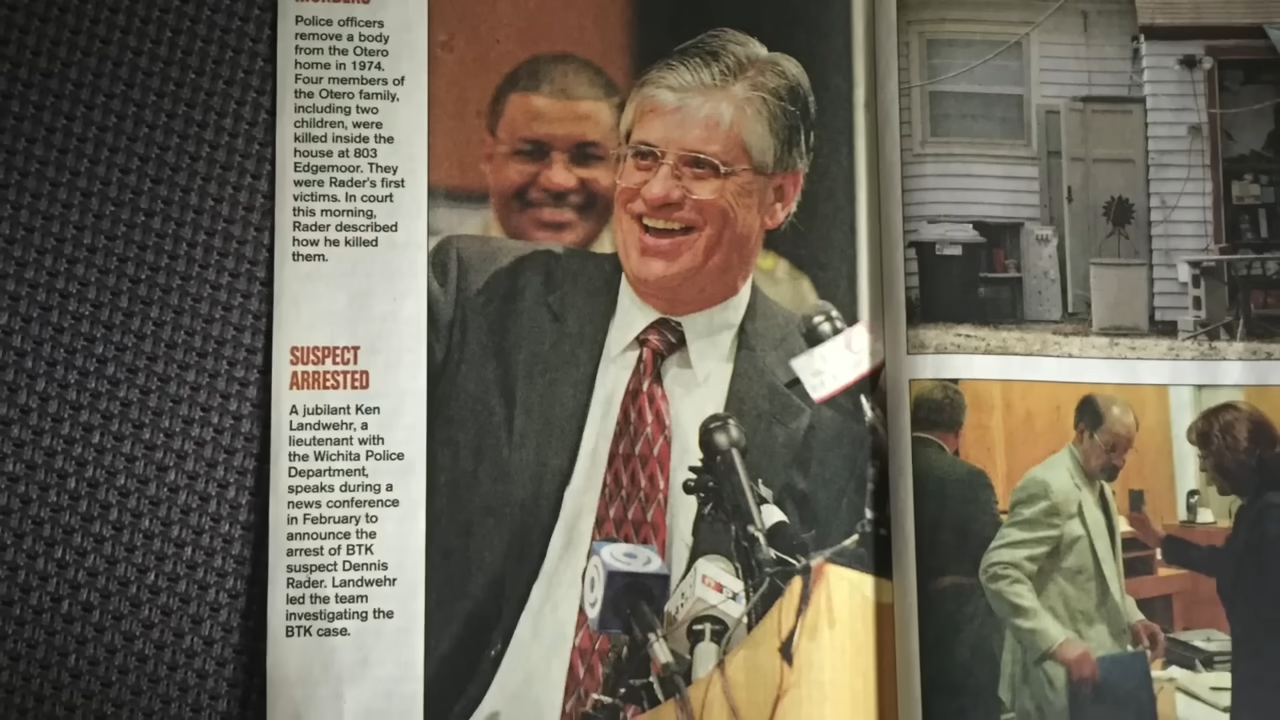 MURDERS
Police officers
remove a body
from the Otero
home in 1974.
Four members of
the Otero family,
including two
children, were
killed inside the
house at 803
Edgemoor. They
were Rader's first
victims. In court
this morning,
Rader described
how he killed
them.
SUSPECT
ARRESTED
A jubilant Ken
Landwehr, a
lieutenant with
the Wichita Police
Department,
speaks during a
news conference
in February to
announce the
arrest of BTK
suspect Dennis
Rader. Landwehr
led the team
investigating the
BTK case.